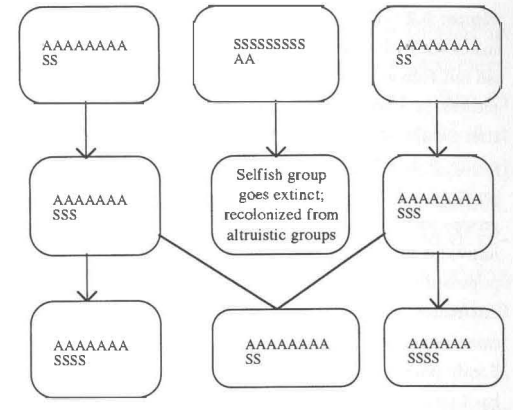 AAAAAAAA
SS
SSSSSSSSS
AA
AAAAAAAA
SS
AAAAAAA
SSS
Selfish group
goes extinct;
recolonized from
altruistic groups
AAAAAAAA
SSS
AAAAAAA
SSSS
AAAAAAAA
SS
AAAAAA
SSSS